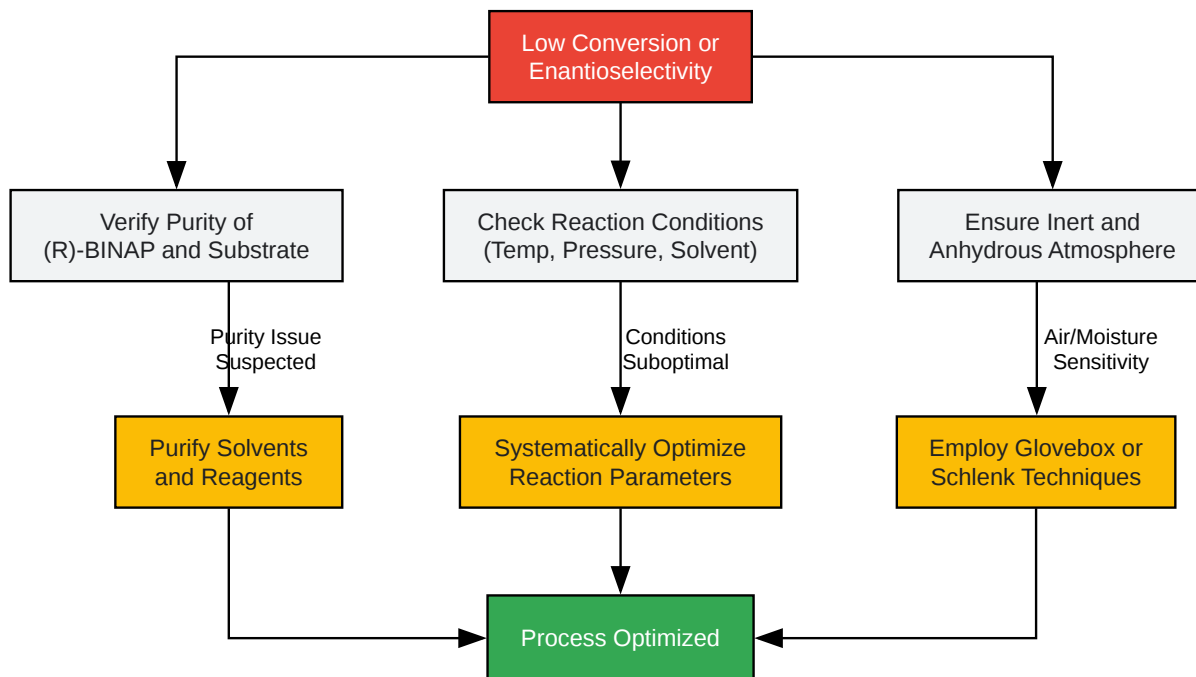 Low Conversion or
Enantioselectivity
Verify Purity of
(R)-BINAP and Substrate
Check Reaction Conditions
(Temp, Pressure, Solvent)
Ensure Inert and
Anhydrous Atmosphere
Purity Issue
Suspected
Conditions
Suboptimal
Air/Moisture
Sensitivity
Purify Solvents
and Reagents
Systematically Optimize
Reaction Parameters
Employ Glovebox or
Schlenk Techniques
Process Optimized